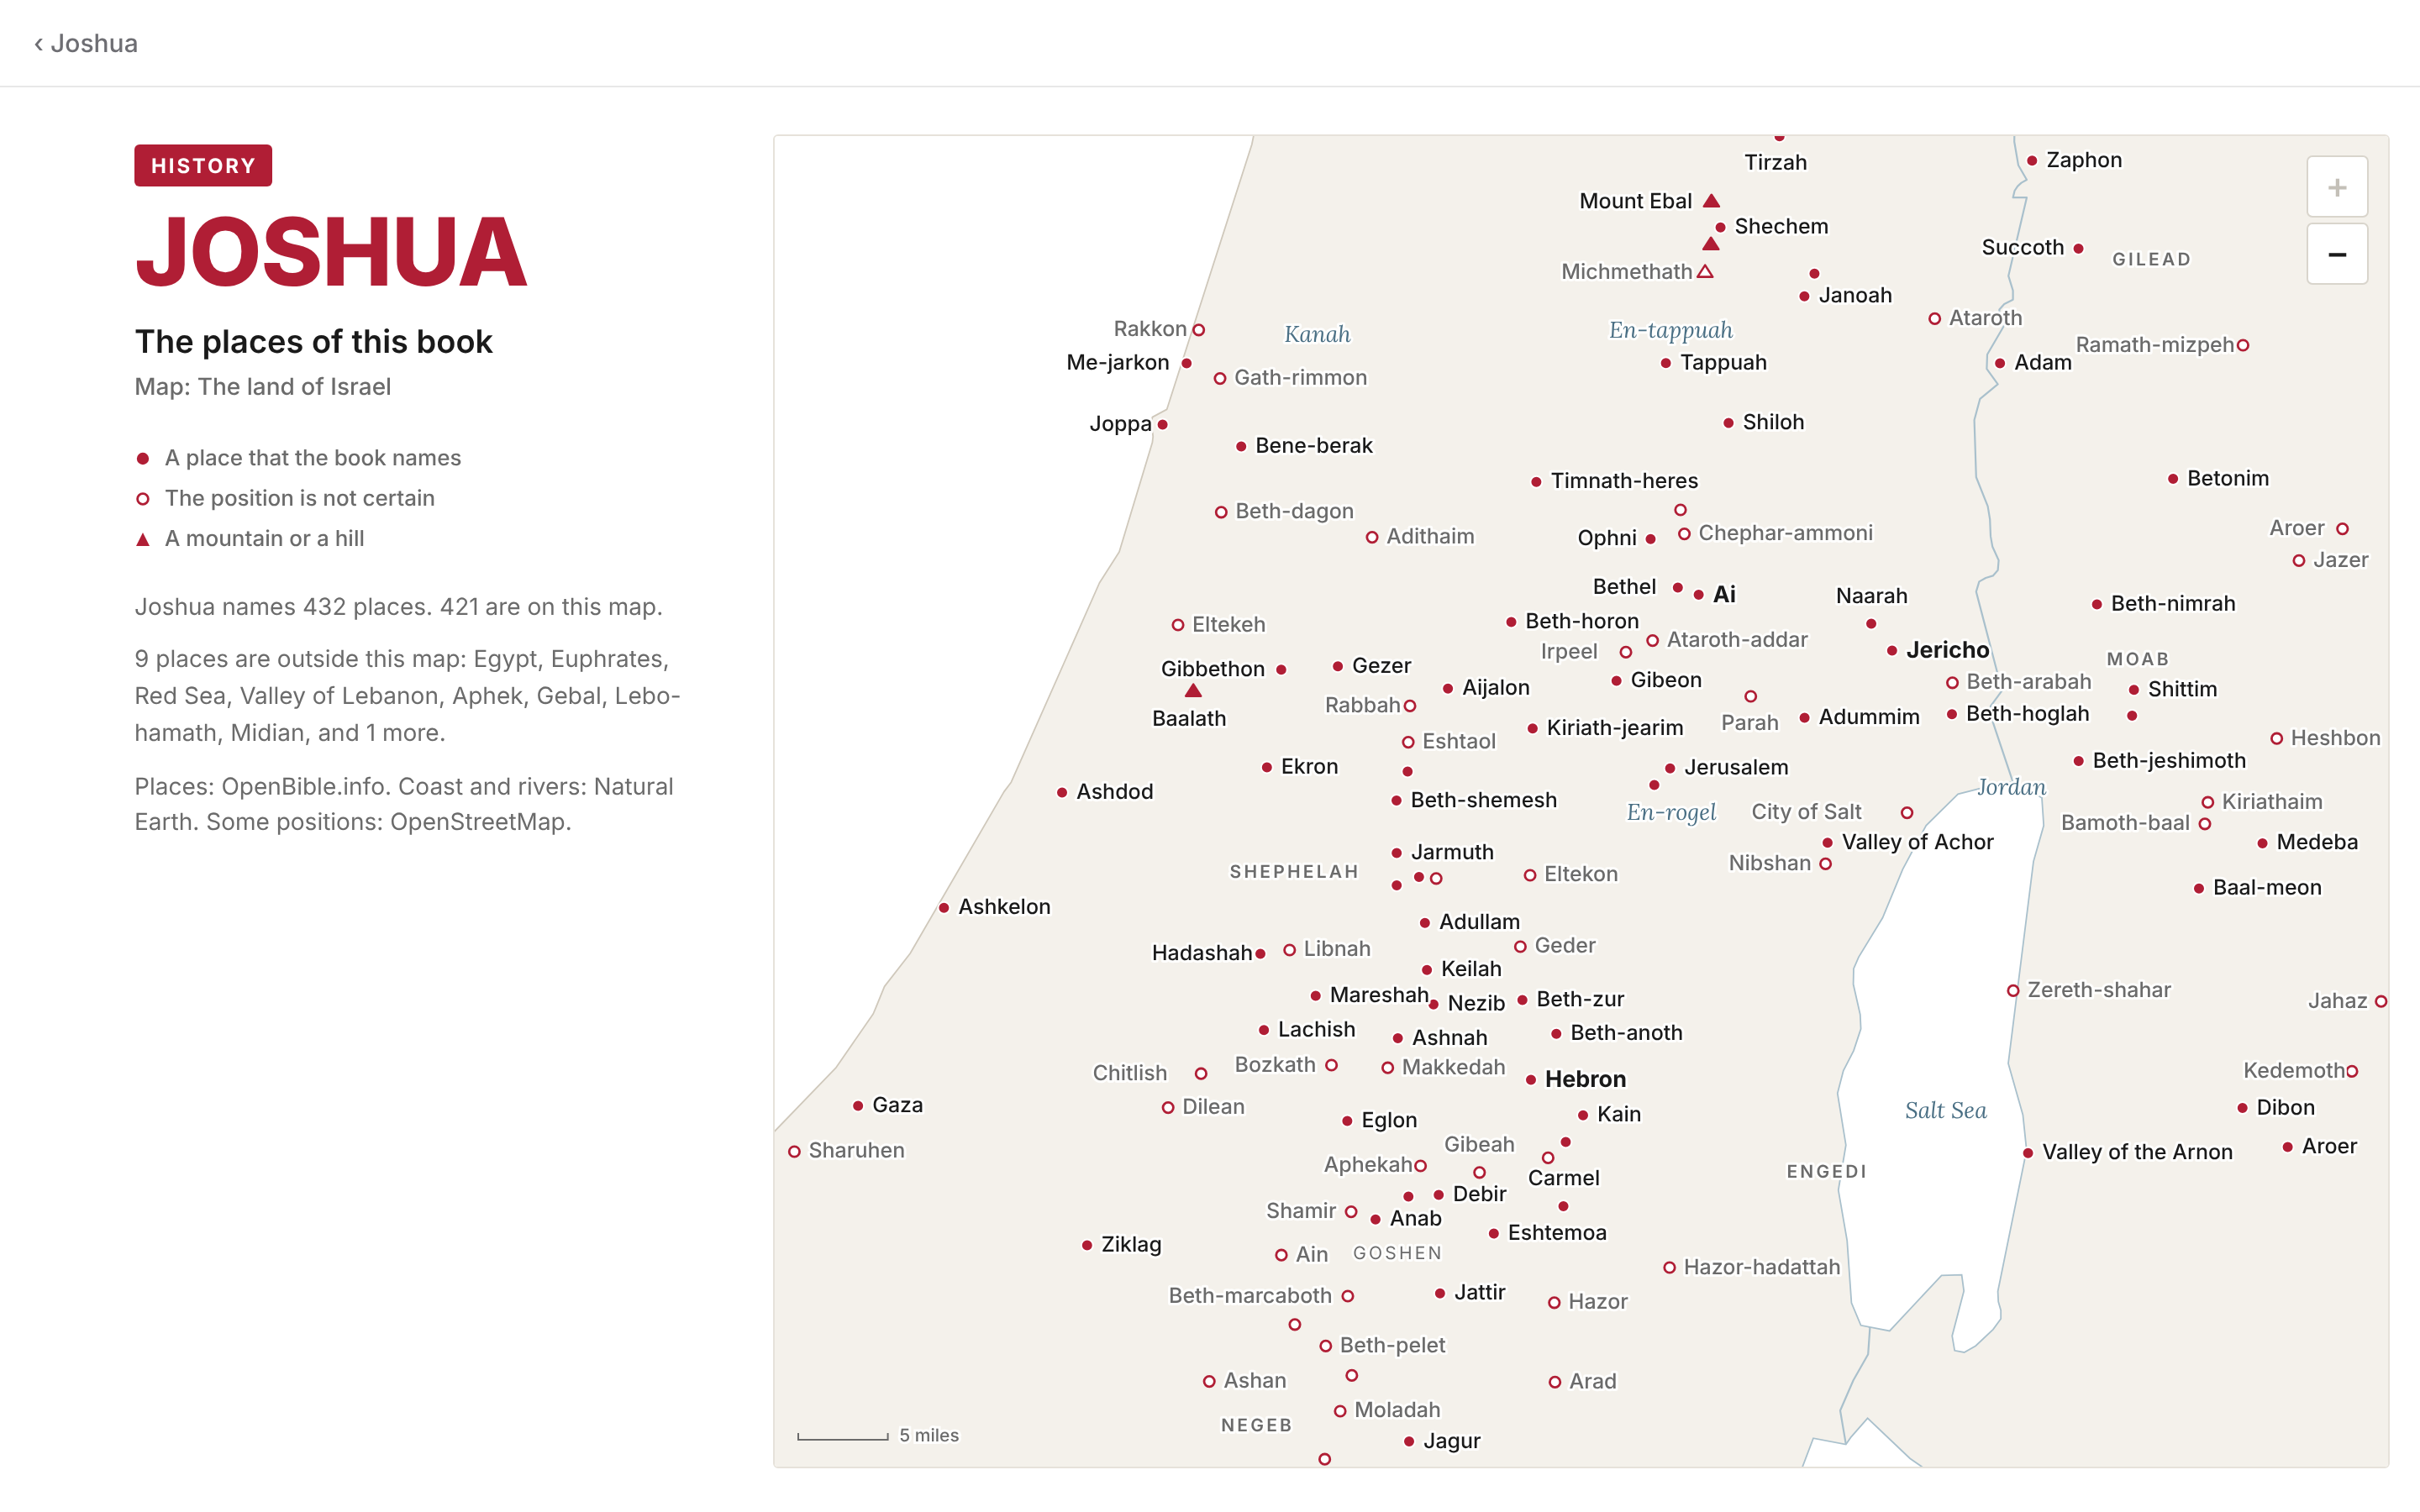 ‹ Joshua
HISTORY
JOSHUA
The places of this book
Map: The land of Israel
A place that the book names
The position is not certain
A mountain or a hill
Joshua names 432 places. 421 are on this map.
9 places are outside this map: Egypt, Euphrates,
Red Sea, Valley of Lebanon, Aphek, Gebal, Lebo-
hamath, Midian, and 1 more.
Places: OpenBible.info. Coast and rivers: Natural
Earth. Some positions: OpenStreetMap.
Tirzah
Zaphon
+
Mount Ebal
Shechem
Succoth
GILEAD
−
Michmethath
Janoah
Ataroth
Rakkon
Kanah
En-tappuah
Ramath-mizpeh
Me-jarkon
Gath-rimmon
Tappuah
Adam
Joppa
Shiloh
Bene-berak
Timnath-heres
Betonim
Beth-dagon
Adithaim
Ophni
Chephar-ammoni
Aroer
Jazer
Bethel
Ai
Naarah
Beth-nimrah
Eltekeh
Beth-horon
Ataroth-addar
Irpeel
Jericho
MOAB
Gibbethon
Gezer
Gibeon
Beth-arabah
Aijalon
Shittim
Rabbah
Baalath
Parah
Adummim
Beth-hoglah
Kiriath-jearim
Eshtaol
Heshbon
Ekron
Jerusalem
Beth-jeshimoth
Ashdod
Jordan
Beth-shemesh
En-rogel
City of Salt
Kiriathaim
Bamoth-baal
Valley of Achor
Medeba
Jarmuth
Nibshan
SHEPHELAH
Eltekon
Baal-meon
Ashkelon
Adullam
Hadashah
Libnah
Geder
Keilah
Mareshah
Nezib
Beth-zur
Zereth-shahar
Jahaz
Lachish
Ashnah
Beth-anoth
Chitlish
Bozkath
Makkedah
Hebron
Kedemoth
Gaza
Dilean
Eglon
Kain
Salt Sea
Dibon
Sharuhen
Gibeah
Valley of the Arnon
Aroer
Aphekah
Carmel
ENGEDI
Debir
Shamir
Anab
Eshtemoa
Ziklag
Ain
GOSHEN
Hazor-hadattah
Beth-marcaboth
Jattir
Hazor
Beth-pelet
Ashan
Arad
Moladah
NEGEB
5 miles
Jagur